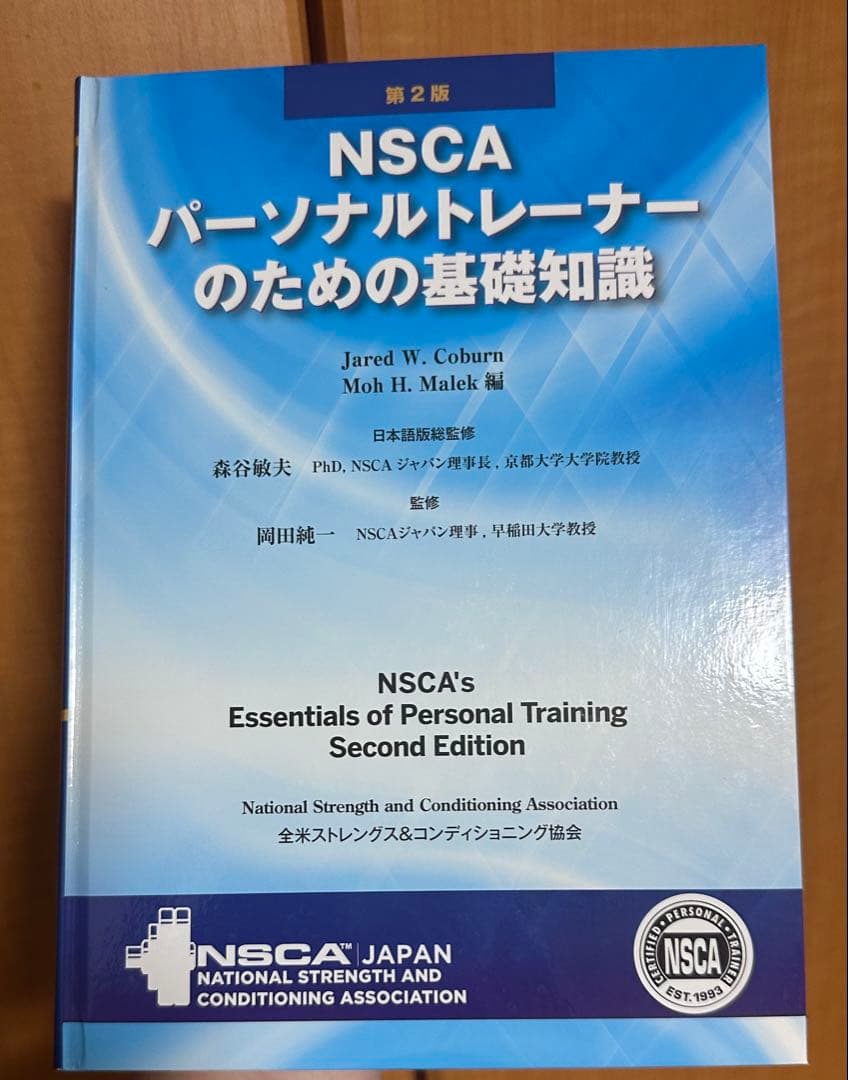 第2版
NSCA
パーソナルトレーナー
のための基礎知識
Jared W. Coburn
Moh H. Malek 編
日本語版総監修
森谷敏夫 PhD, NSCA ジャパン理事長 , 京都大学大学院教授
監修
岡田純一 NSCAジャパン理事 , 早稲田大学教授
NSCA's
Essentials of Personal Training
Second Edition
National Strength and Conditioning Association
全米ストレングス&コンディショニング協会
NSCA™ JAPAN
NATIONAL STRENGTH AND
CONDITIONING ASSOCIATION
CERTIFIED • PERSONAL • TRAINER
NSCA
EST. 1993